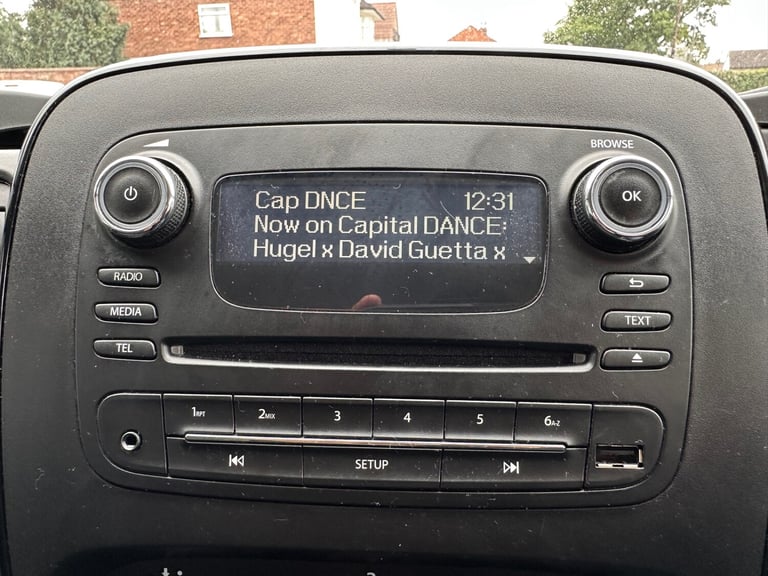 BROWSE
OK
Cap DNCE 12:31
Now on Capital DANCE:
Hugel x David Guetta x
RADIO
MEDIA
TEXT
TEL
1RPT 2MIX 3 4 5 6A-Z
SETUP